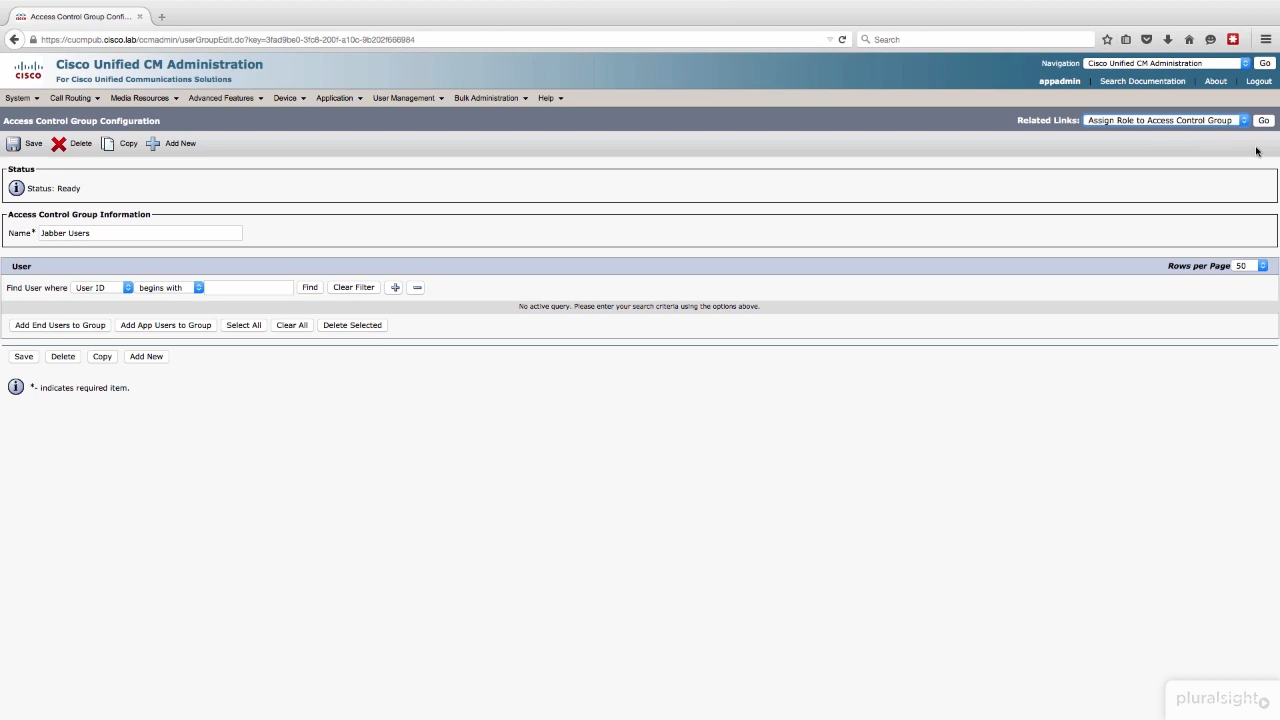 Access Control Group Confi...
https://cucmpub.cisco.lab/ccmadmin/userGroupEdit.do?key=3fad9be0-3fc8-200f-a10c-9b202f666984
Search
cisco
Cisco Unified CM Administration
For Cisco Unified Communications Solutions
Navigation Cisco Unified CM Administration Go
appadmin Search Documentation About Logout
System Call Routing Media Resources Advanced Features Device Application User Management Bulk Administration Help
Access Control Group Configuration
Related Links: Assign Role to Access Control Group Go
Save Delete Copy Add New
Status
Status: Ready
Access Control Group Information
Name* Jabber Users
User Rows per Page 50
Find User where User ID begins with Find Clear Filter
No active query. Please enter your search criteria using the options above.
Add End Users to Group Add App Users to Group Select All Clear All Delete Selected
Save Delete Copy Add New
*- indicates required item.
pluralsight